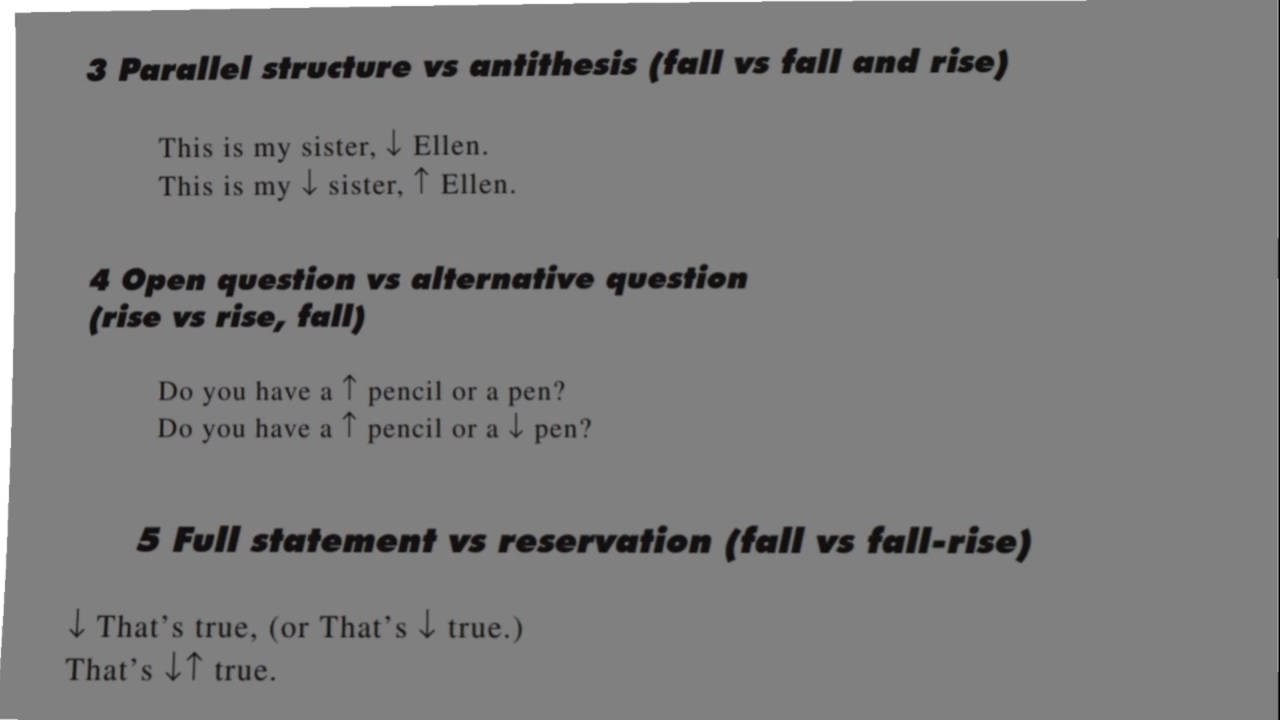 3 Parallel structure vs antithesis (fall vs fall and rise)
This is my sister, ↓ Ellen.
This is my ↓ sister, ↑ Ellen.
4 Open question vs alternative question
(rise vs rise, fall)
Do you have a ↑ pencil or a pen?
Do you have a ↑ pencil or a ↓ pen?
5 Full statement vs reservation (fall vs fall-rise)
↓ That's true, (or That's ↓ true.)
That's ↓↑ true.